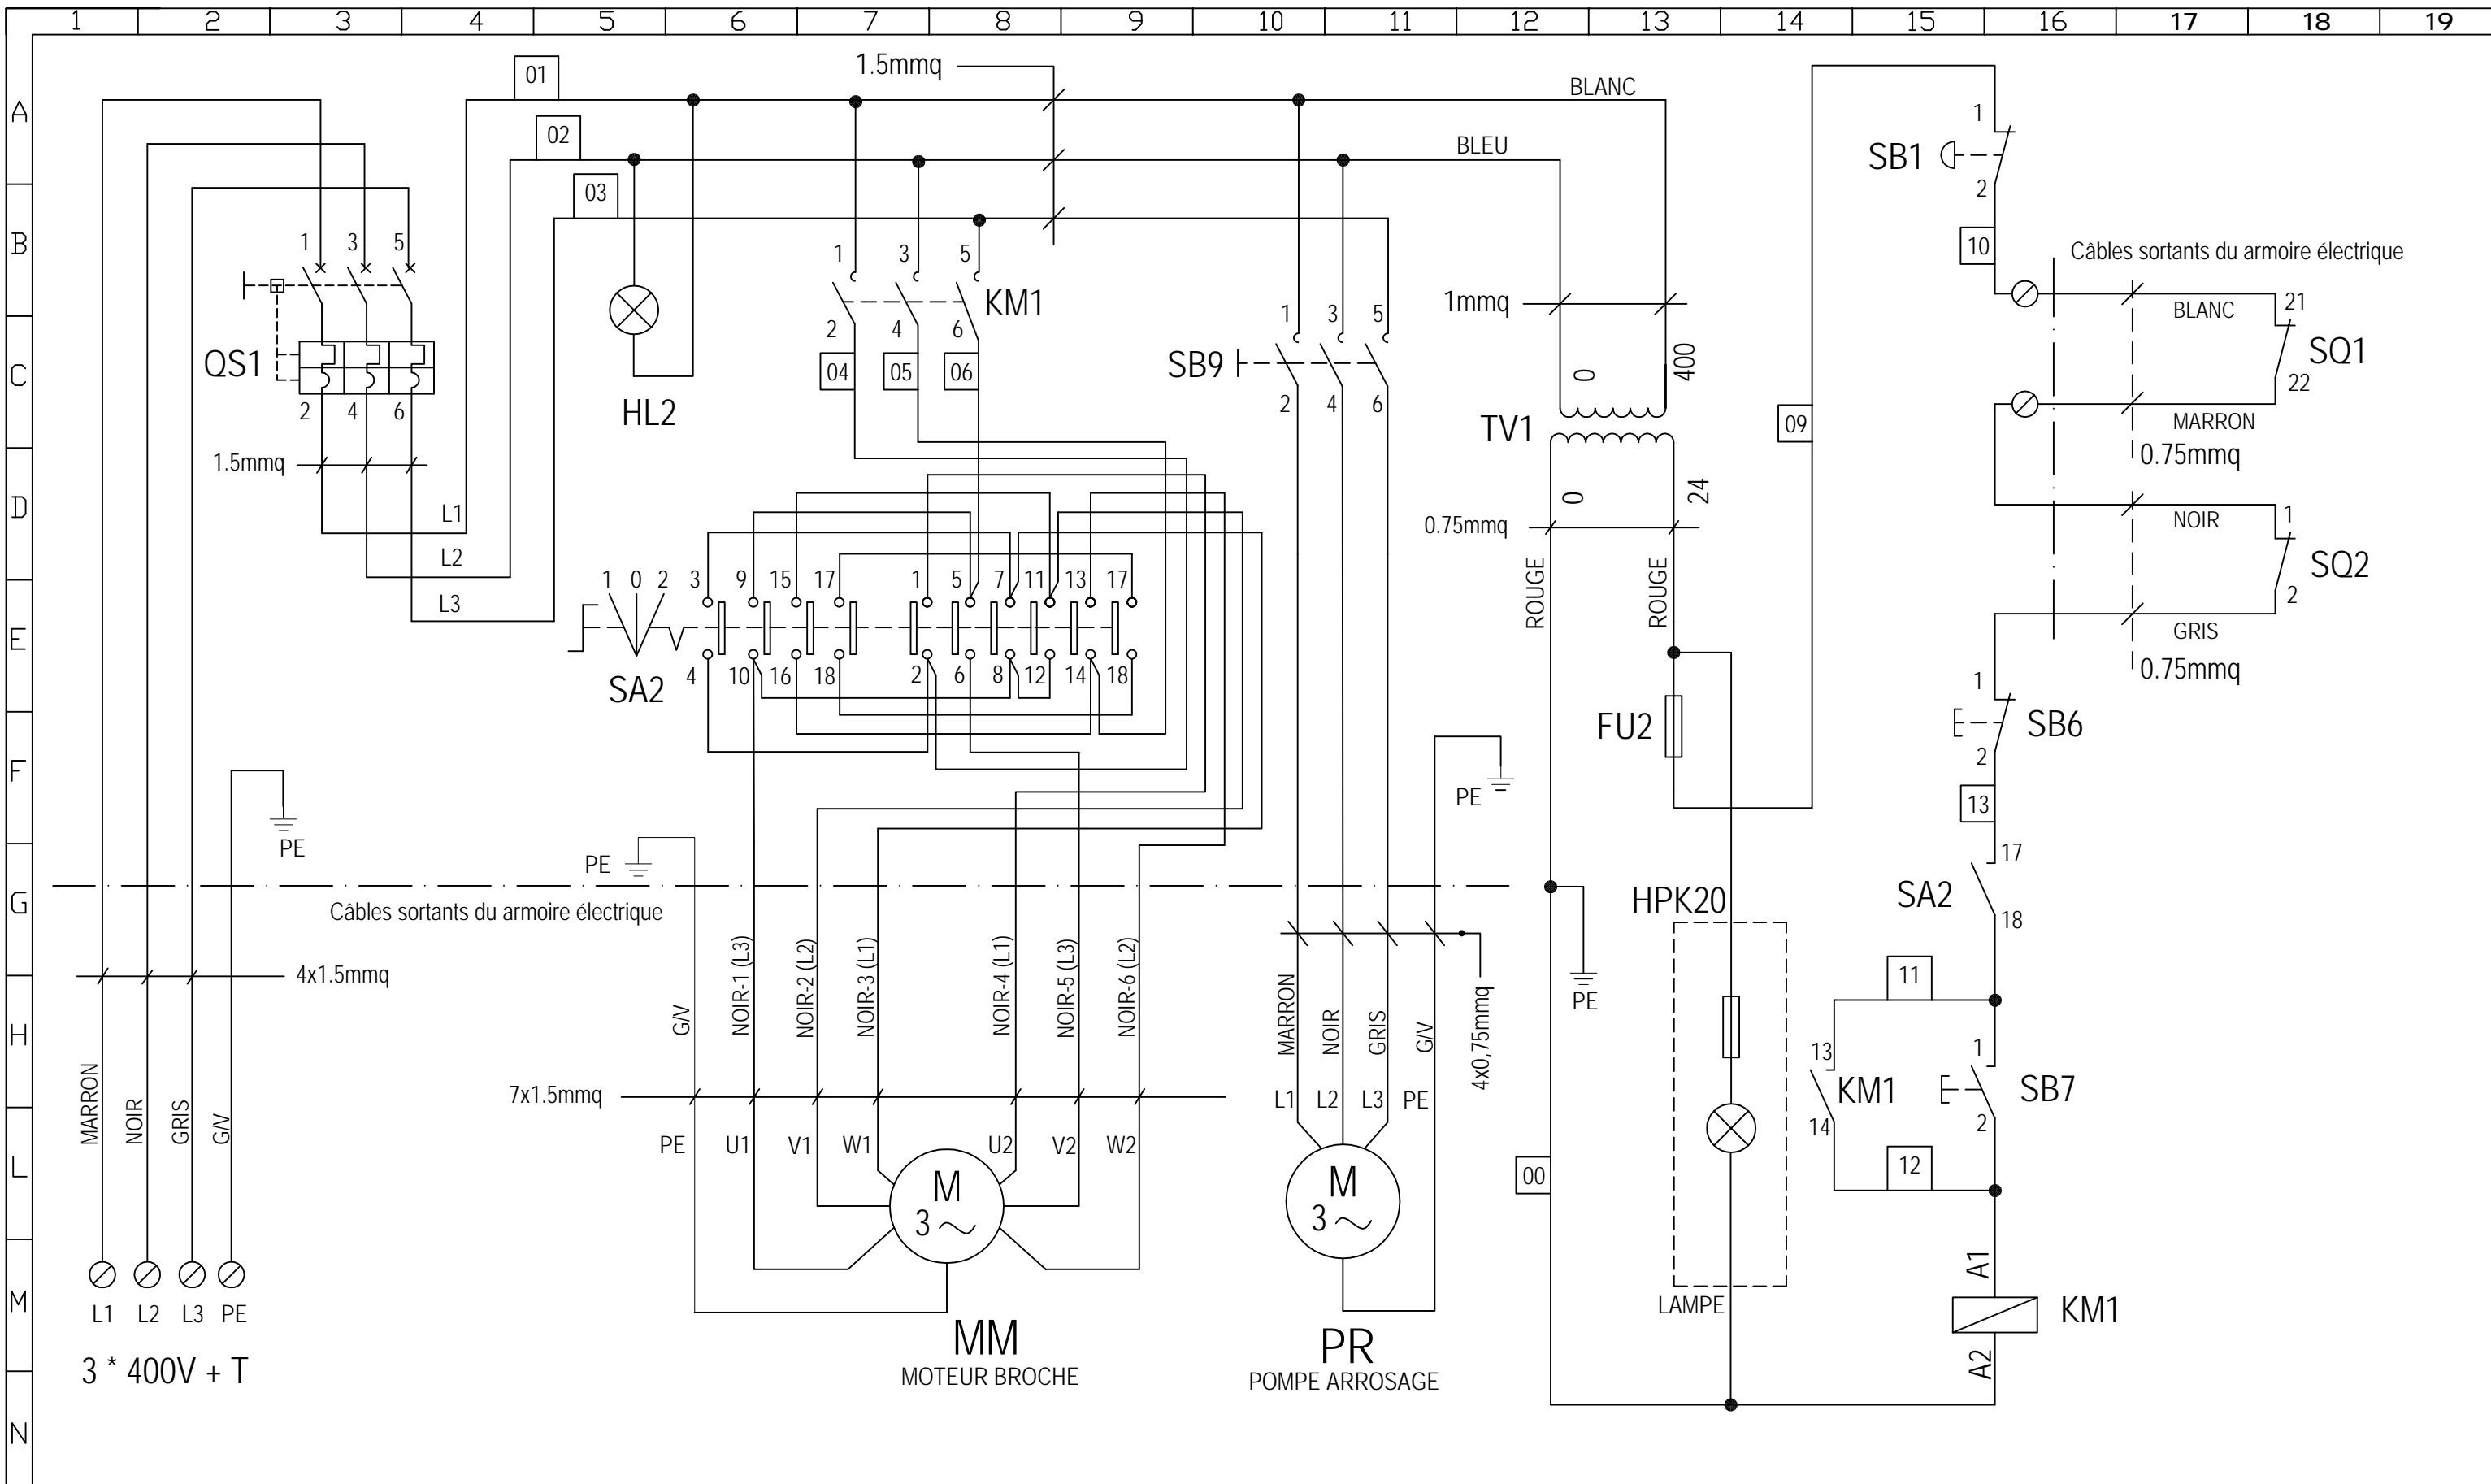 1 2 3 4 5 6 7 8 9 10 11 12 13 14 15 16 17 18 19
A
B
C
D
E
F
G
H
L
M
N
01
02
03
1.5mmq
BLANC
BLEU
1 3 5
QS1
2 4 6
1.5mmq
L1
L2
L3
HL2
1 3 5
KM1
2 4 6
04 05 06
1 3 5
SB9
2 4 6
1mmq
0 400
TV1
0 24
0.75mmq
ROUGE ROUGE
09
1
SB1
2
10
Câbles sortants du armoire électrique
BLANC
21
SQ1
22
MARRON
0.75mmq
NOIR
1
SQ2
2
GRIS
0.75mmq
1 0 2
3 9 15 17 1 5 7 11 13 17
SA2
4 10 16 18 2 6 8 12 14 18
FU2
1
SB6
2
13
17
SA2
18
PE
PE
PE
PE
Câbles sortants du armoire électrique
4x1.5mmq
MARRON NOIR GRIS G/V
L1 L2 L3 PE
3 * 400V + T
G/V NOIR-1 (L3) NOIR-2 (L2) NOIR-3 (L1) NOIR-4 (L1) NOIR-5 (L3) NOIR-6 (L2)
7x1.5mmq
PE U1 V1 W1 U2 V2 W2
M
3
MM
MOTEUR BROCHE
MARRON NOIR GRIS G/V
4x0,75mmq
L1 L2 L3 PE
M
3
PR
POMPE ARROSAGE
00
HPK20
LAMPE
11
13
KM1
14
1
SB7
2
12
A1
KM1
A2